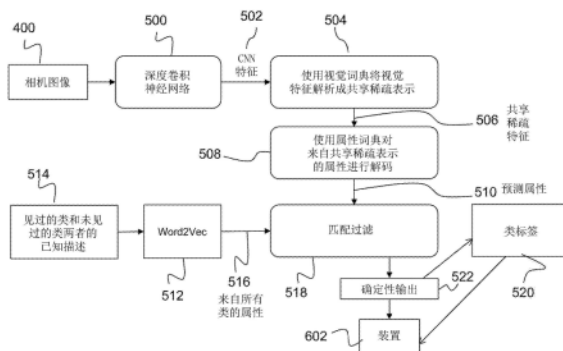 400
相机图像
500
深度卷积
神经网络
502
CNN
特征
504
使用视觉词典将视觉
特征解析成共享稀疏表示
506
共享
稀疏
特征
508
使用属性词典对
来自共享稀疏表示
的属性进行解码
510
预测属性
514
见过的类和未见
过的类两者的
已知描述
Word2Vec
512
516
来自所有
类的属性
匹配过滤
518
类标签
520
确定性输出
522
602
装置